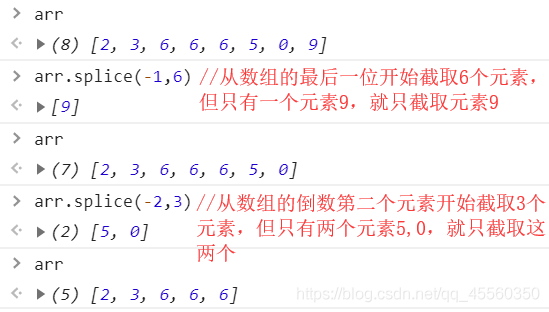 arr
(8) [2, 3, 6, 6, 6, 5, 0, 9]
arr.splice(-1,6) //从数组的最后一位开始截取6个元素，
[9] 但只有一个元素9，就只截取元素9
arr
(7) [2, 3, 6, 6, 6, 5, 0]
arr.splice(-2,3) //从数组的倒数第二个元素开始截取3个
(2) [5, 0] 元素，但只有两个元素5,0，就只截取这
两个
arr
(5) [2, 3, 6, 6, 6]
https://blog.csdn.net/qq_45560350